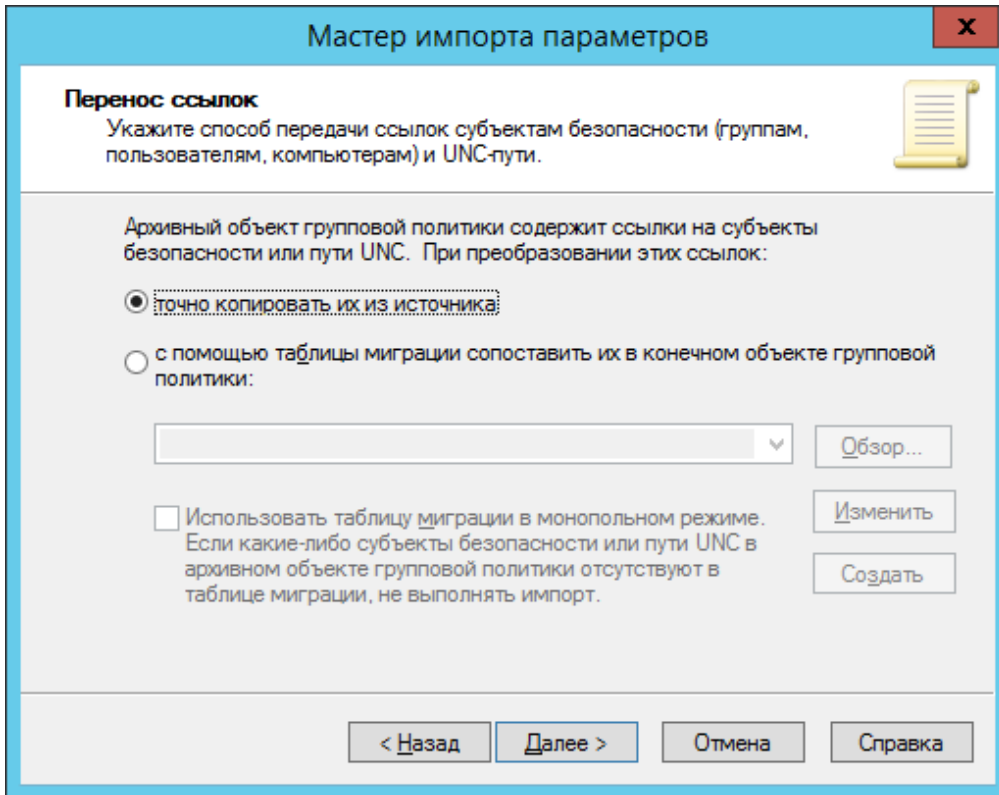 Мастер импорта параметров
x
Перенос ссылок
Укажите способ передачи ссылок субъектам безопасности (группам,
пользователям, компьютерам) и UNC-пути.
Архивный объект групповой политики содержит ссылки на субъекты
безопасности или пути UNC. При преобразовании этих ссылок:
точно копировать их из источника
с помощью таблицы миграции сопоставить их в конечном объекте групповой
политики:
Обзор...
Использовать таблицу миграции в монопольном режиме.
Если какие-либо субъекты безопасности или пути UNC в
архивном объекте групповой политики отсутствуют в
таблице миграции, не выполнять импорт.
Изменить
Создать
< Назад
Далее >
Отмена
Справка